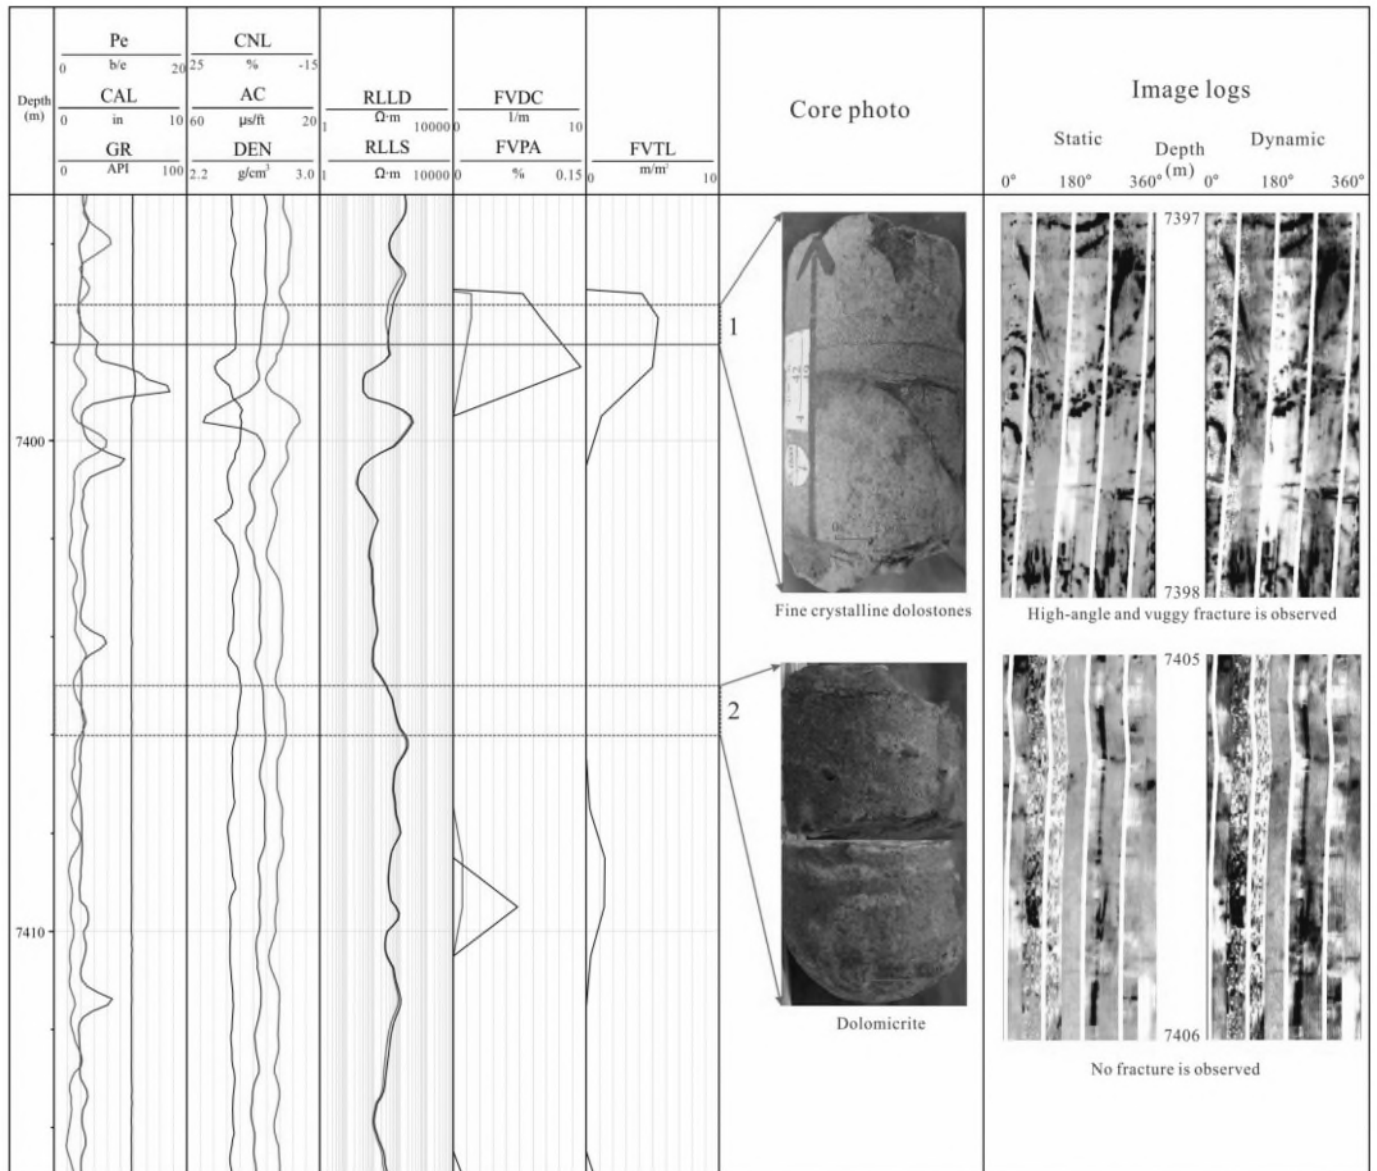 Depth
(m)
Pe
0 b/e 20
CAL
0 in 10
GR
0 API 100
CNL
25 % -15
AC
60 μs/ft 20
DEN
2.2 g/cm³ 3.0
RLLD
1 Ω·m 10000
RLLS
1 Ω·m 10000
FVDC
0 1/m 10
FVPA
0 % 0.15
FVTL
0 m/m² 10
Core photo
Image logs
Static Depth (m) Dynamic
0° 180° 360° 0° 180° 360°
7400
7410
1
2
Fine crystalline dolostones
Dolomicrite
7397
7398
High-angle and vuggy fracture is observed
7405
7406
No fracture is observed